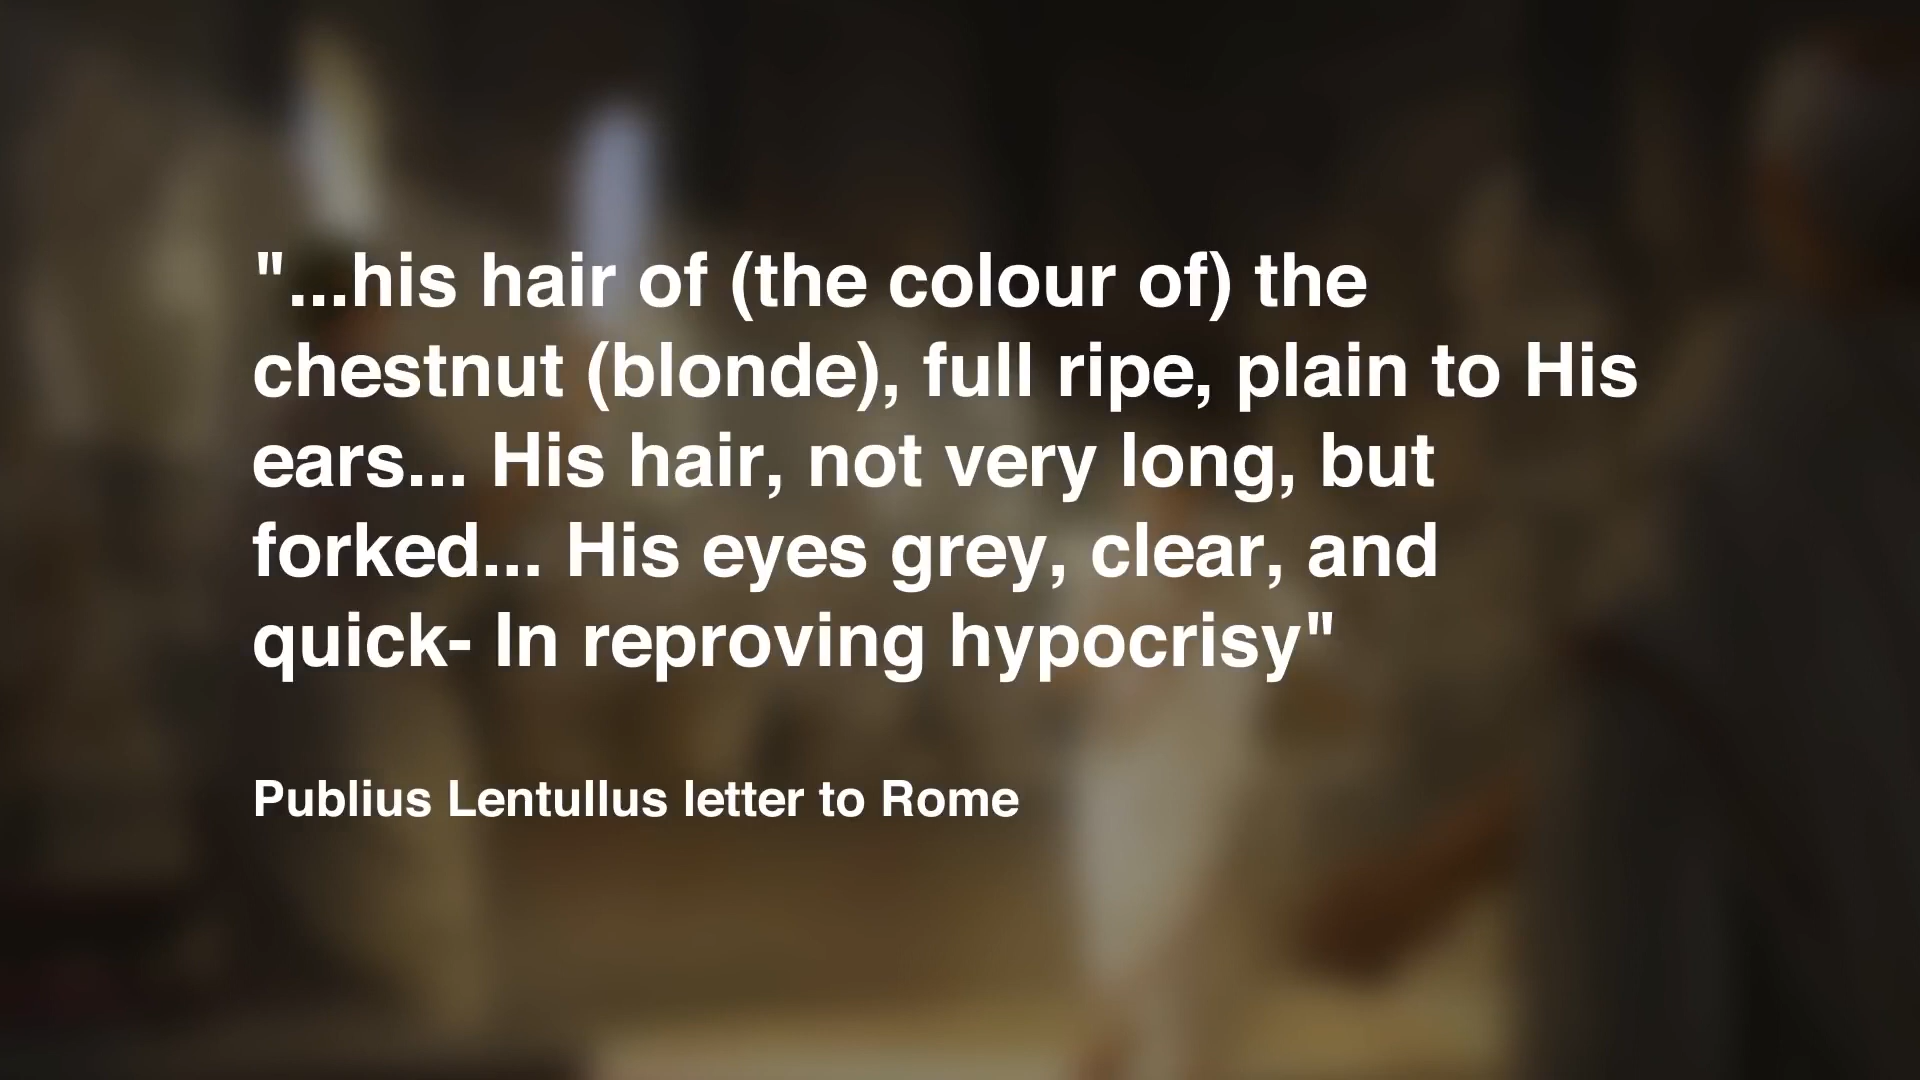 "...his hair of (the colour of) the
chestnut (blonde), full ripe, plain to His
ears... His hair, not very long, but
forked... His eyes grey, clear, and
quick- In reproving hypocrisy"
Publius Lentullus letter to Rome